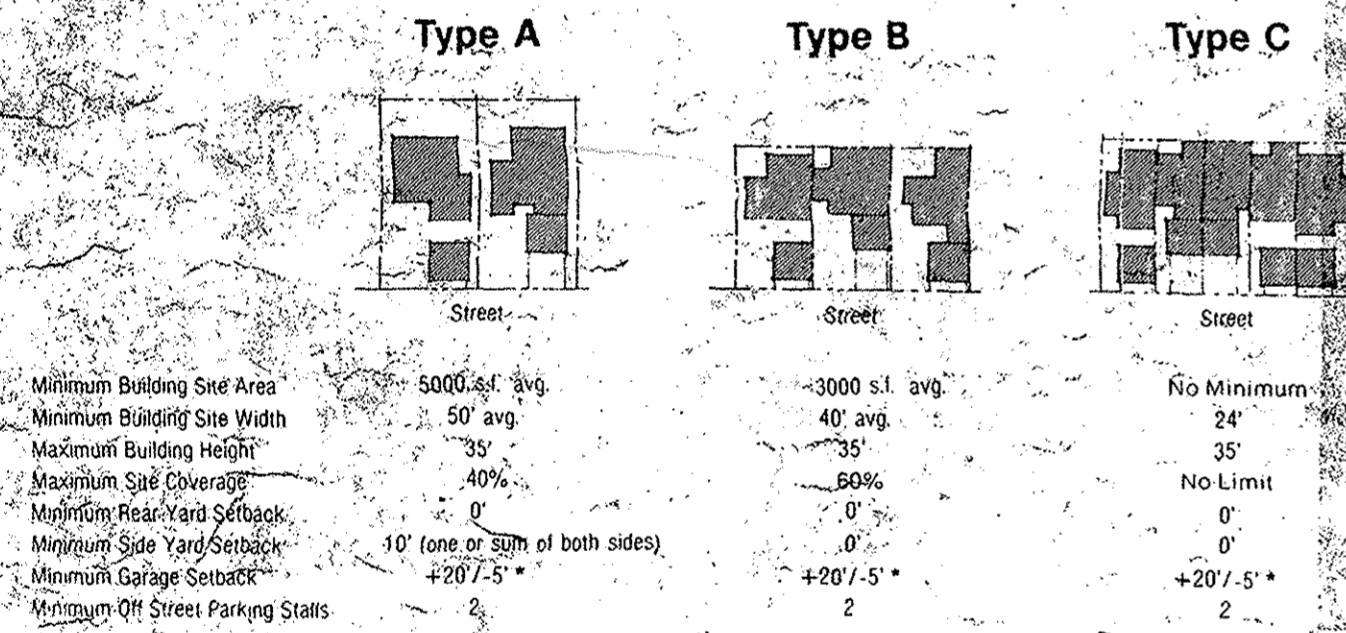 Type A Type B Type C
Street Street Street
Minimum Building Site Area 5000 s.f. avg. 3000 s.f. avg. No Minimum
Minimum Building Site Width 50' avg. 40' avg. 24'
Maximum Building Height 35' 35' 35'
Maximum Site Coverage 40% 60% No Limit
Minimum Rear Yard Setback 0' 0' 0'
Minimum Side Yard Setback 10' (one or sum of both sides) 0' 0'
Minimum Garage Setback +20'/-5' * +20'/-5' * +20'/-5' *
Minimum Off Street Parking Stalls 2 2 2